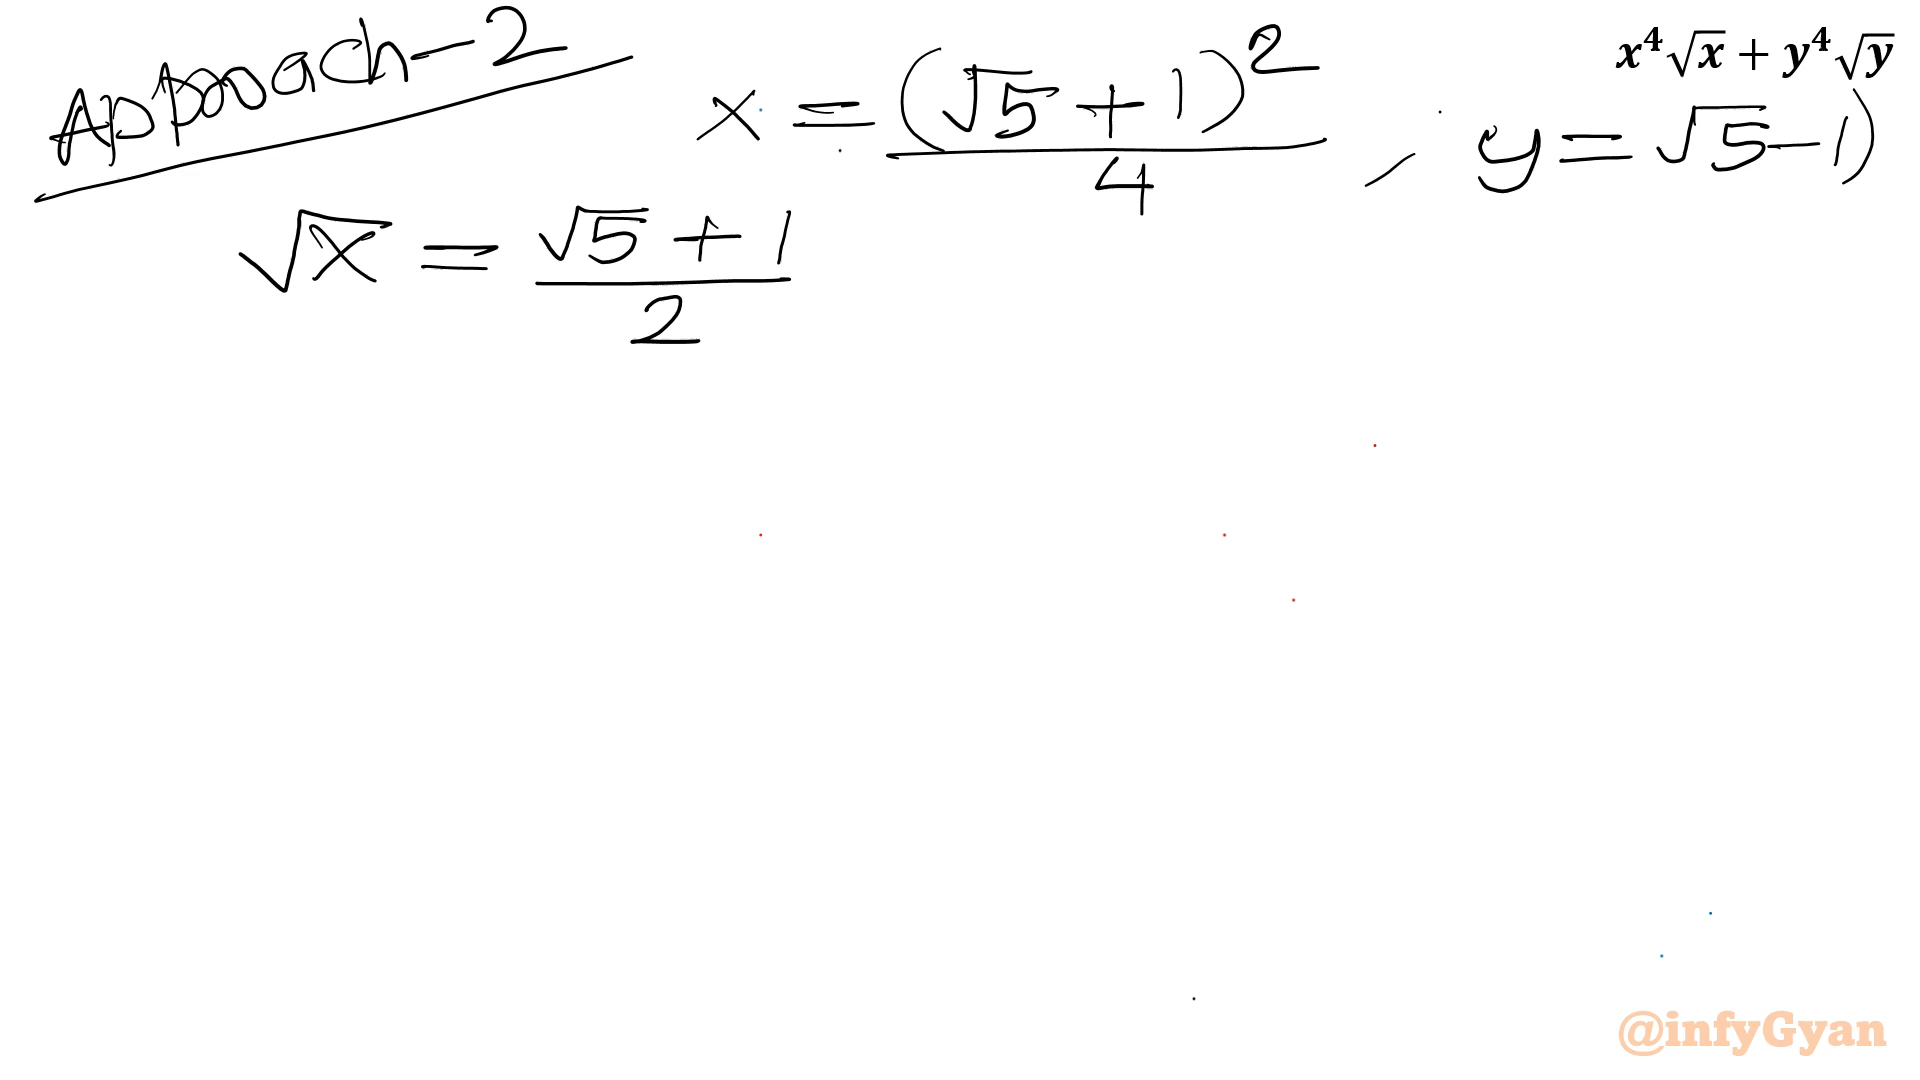 Approach-2
x⁴√x + y⁴√y
x = (√5 + 1)² / 4 , y = √5 - 1)
√x = √5 + 1 / 2
@infyGyan